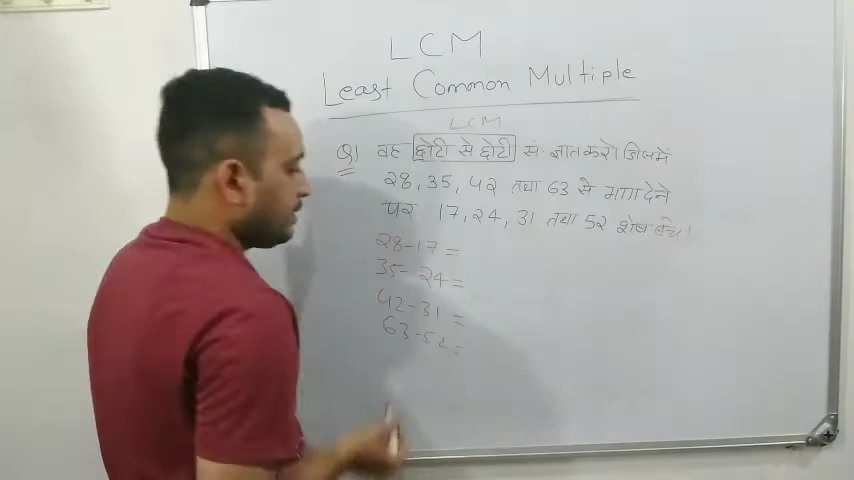 LCM
Least Common Multiple
LCM
Q1 वह छोटी से छोटी सं. ज्ञात करो जिसमें
28, 35, 42 तथा 63 से भाग देने
पर 17, 24, 31 तथा 52 शेष बचे।
28-17=
35-24=
42-31=
63-52=